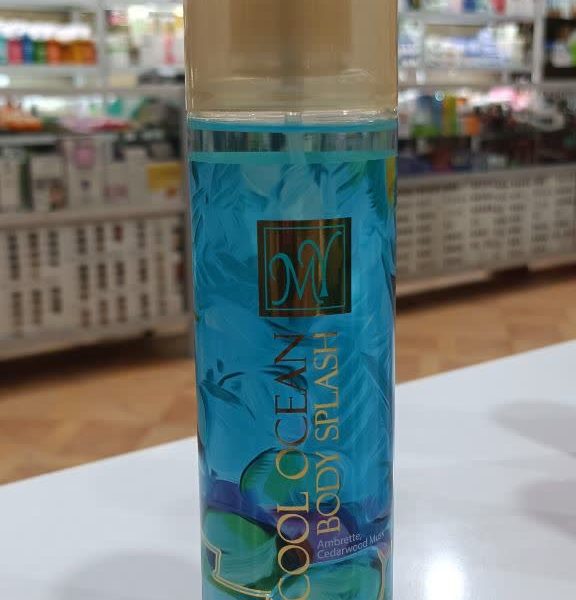 MY
COOL OCEAN
BODY SPLASH
Ambrette,
Cedarwood Musk